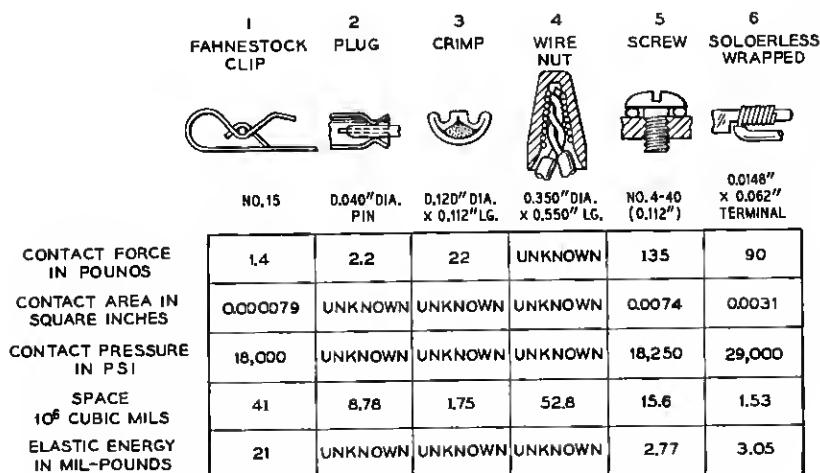 1 2 3 4 5 6
FAHNESTOCK CLIP PLUG CRIMP WIRE NUT SCREW SOLOERLESS WRAPPED
NO. 15 0.040" DIA. PIN 0.120" DIA. X 0.112" LG. 0.350" DIA. X 0.550" LG. NO. 4-40 (0.112") 0.0148" X 0.062" TERMINAL
CONTACT FORCE IN POUNOS 1.4 2.2 22 UNKNOWN 135 90
CONTACT AREA IN SQUARE INCHES 0.000079 UNKNOWN UNKNOWN UNKNOWN 0.0074 0.0031
CONTACT PRESSURE IN PSI 18,000 UNKNOWN UNKNOWN UNKNOWN 18,250 29,000
SPACE 10⁶ CUBIC MILS 41 8.78 1.75 52.8 15.6 1.53
ELASTIC ENERGY IN MIL-POUNDS 21 UNKNOWN UNKNOWN UNKNOWN 2.77 3.05